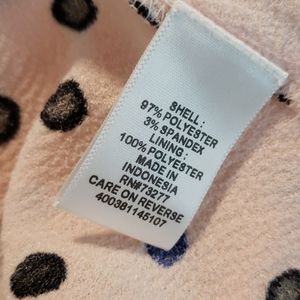 SHELL:
97% POLYESTER
3% SPANDEX
LINING:
100% POLYESTER
MADE IN
INDONESIA
RN#73277
CARE ON REVERSE
400381145107